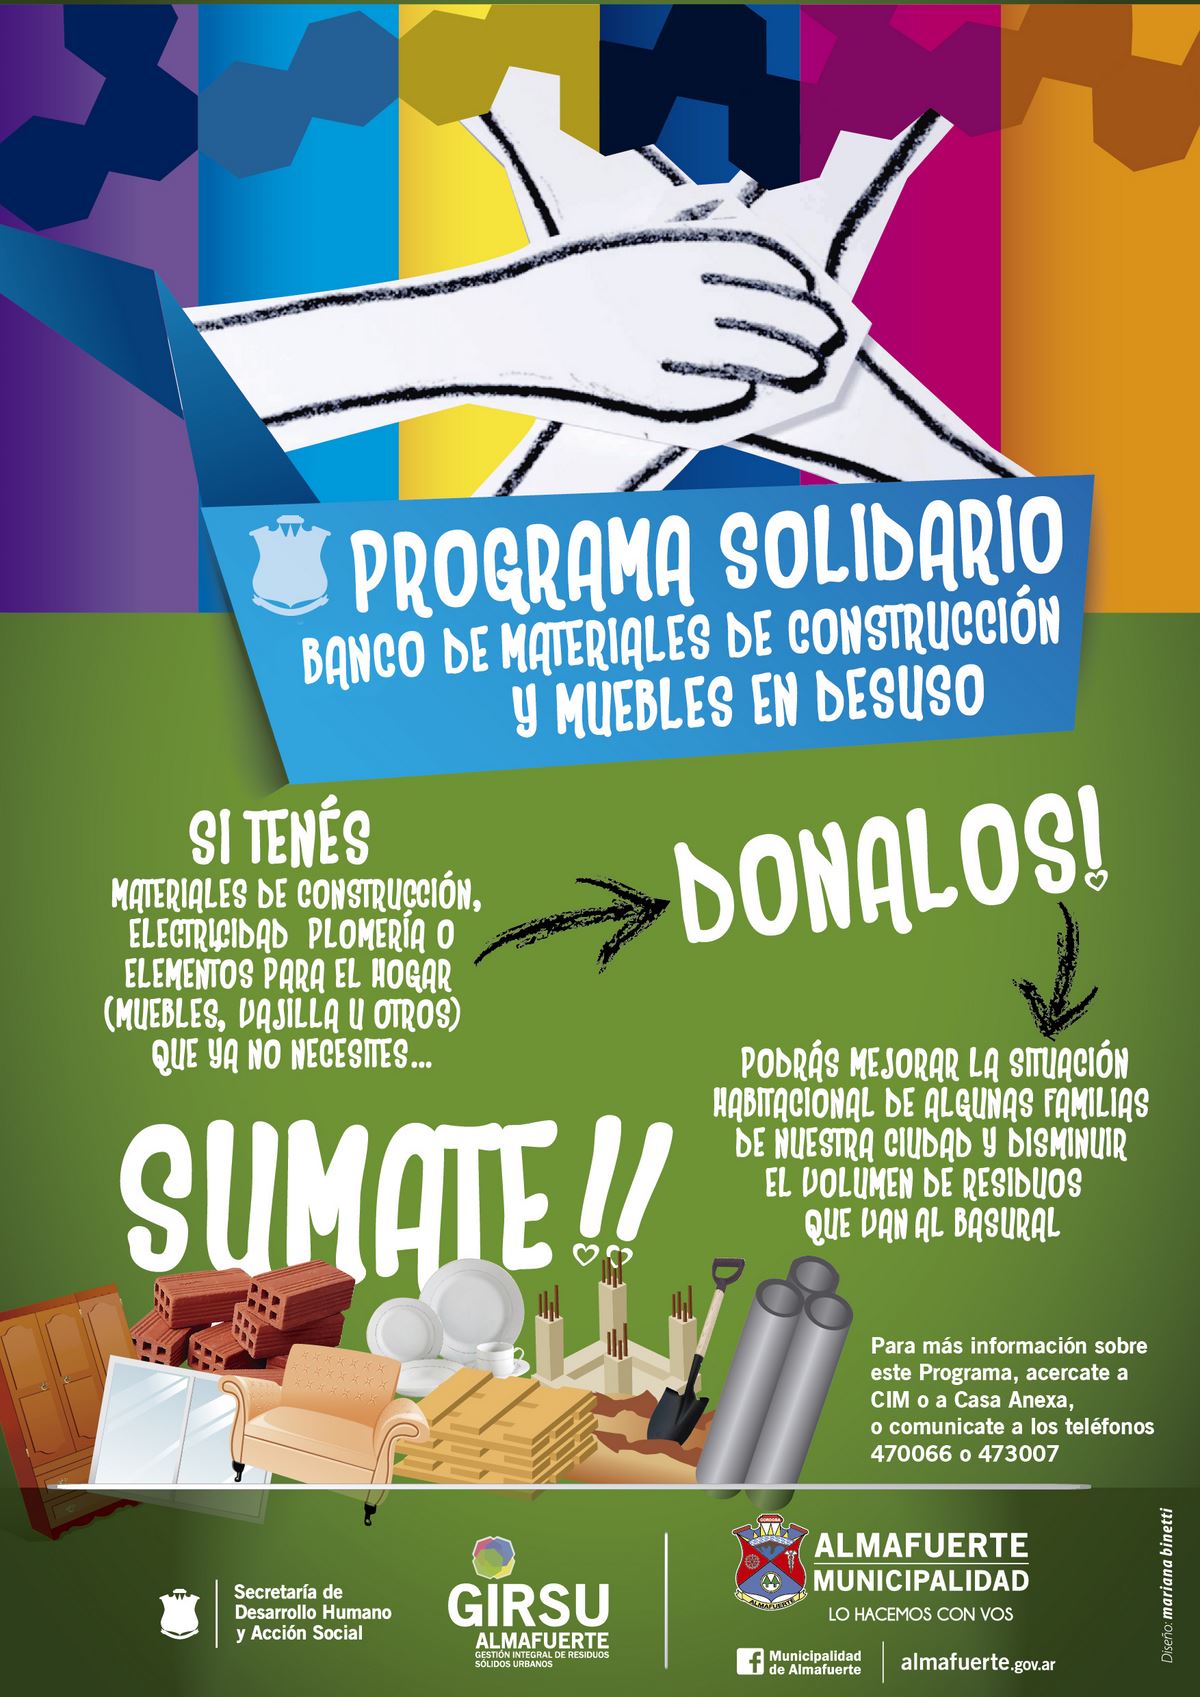 PROGRAMA SOLIDARIO
BANCO DE MATERIALES DE CONSTRUCCIÓN
Y MUEBLES EN DESUSO
SI TENÉS
MATERIALES DE CONSTRUCCIÓN,
ELECTRICIDAD PLOMERÍA O
ELEMENTOS PARA EL HOGAR
(MUEBLES, VAJILLA U OTROS)
QUE YA NO NECESITES...
DONALOS!
PODRÁS MEJORAR LA SITUACIÓN
HABITACIONAL DE ALGUNAS FAMILIAS
DE NUESTRA CIUDAD Y DISMINUIR
EL VOLUMEN DE RESIDUOS
QUE VAN AL BASURAL
SUMATE!!
Para más información sobre
este Programa, acercate a
CIM o a Casa Anexa,
o comunicate a los teléfonos
470066 o 473007
Secretaría de
Desarrollo Humano
y Acción Social
GIRSU
ALMAFUERTE
GESTIÓN INTEGRAL DE RESIDUOS
SÓLIDOS URBANOS
CORDOBA
ALMAFUERTE
ALMAFUERTE
MUNICIPALIDAD
LO HACEMOS CON VOS
f Municipalidad
de Almafuerte
almafuerte.gov.ar
Diseño: mariana binetti